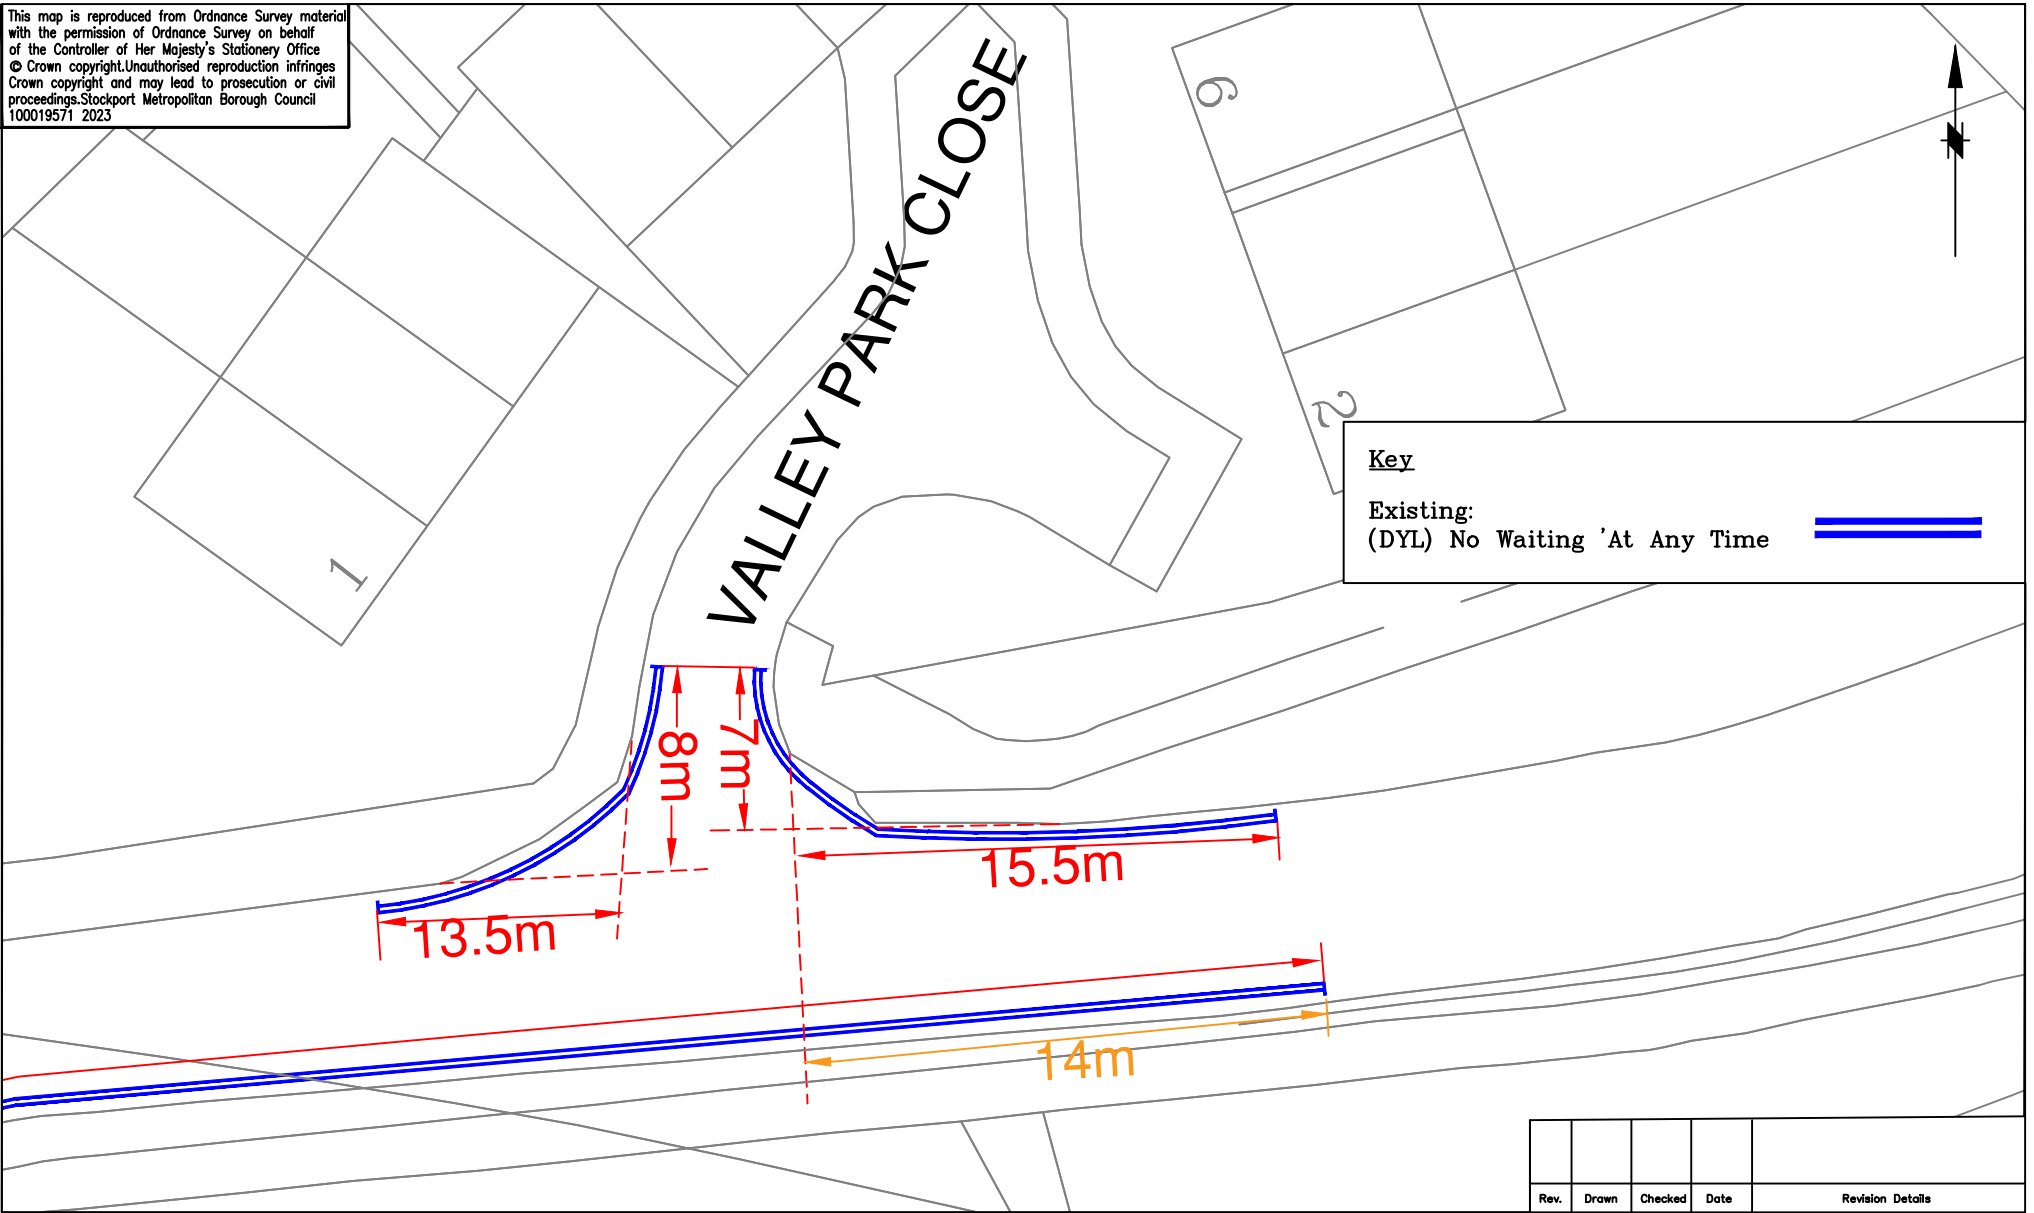 This map is reproduced from Ordnance Survey material
with the permission of Ordnance Survey on behalf
of the Controller of Her Majesty's Stationery Office
© Crown copyright.Unauthorised reproduction infringes
Crown copyright and may lead to prosecution or civil
proceedings.Stockport Metropolitan Borough Council
100019571 2023
VALLEY PARK CLOSE
9
2
1
Key
Existing:
(DYL) No Waiting 'At Any Time
8m
7m
15.5m
13.5m
14m
Rev. Drawn Checked Date Revision Details